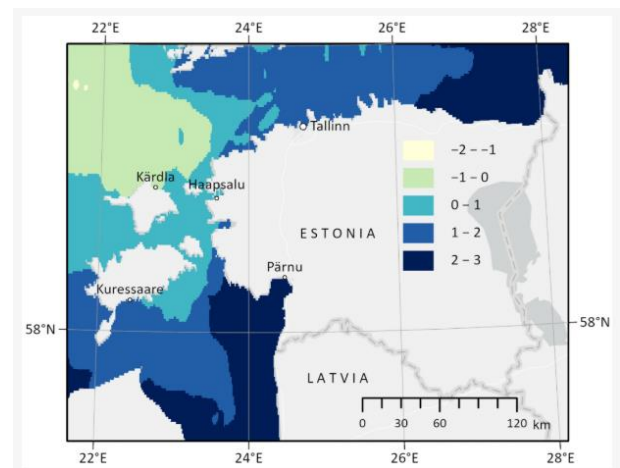 22°E 24°E 26°E 28°E
Tallinn
−2 – −1
Kärdla
−1 – 0
Haapsalu
0 – 1
ESTONIA
1 – 2
Pärnu
2 – 3
Kuressaare
58°N 58°N
LATVIA
0 30 60 120 km
22°E 24°E 26°E 28°E